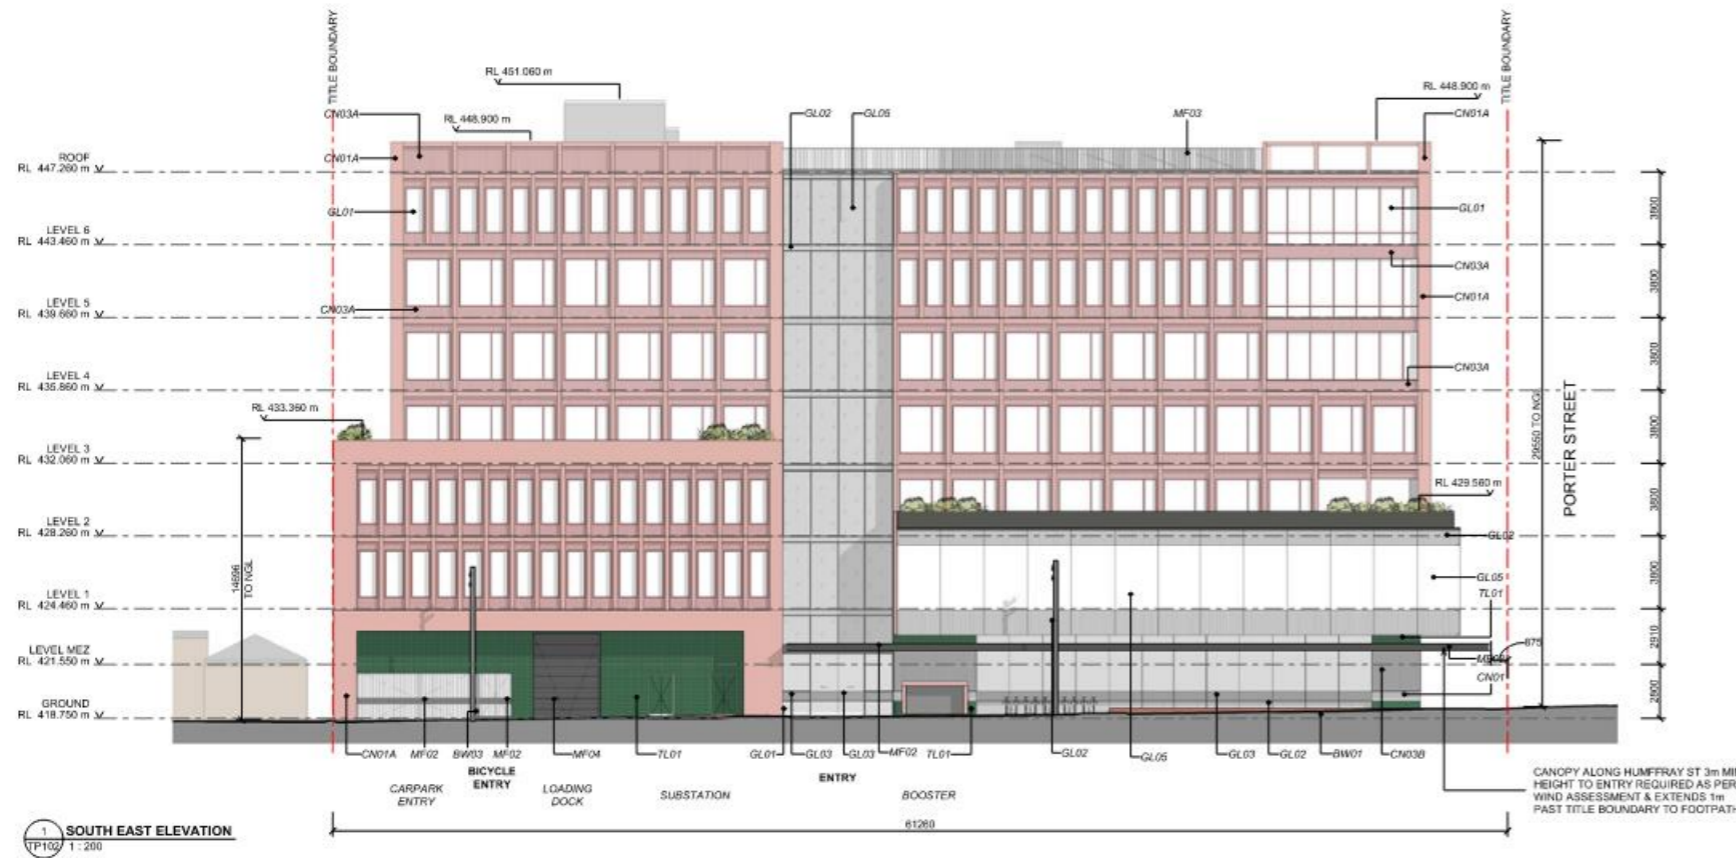 TITLE BOUNDARY
TITLE BOUNDARY
RL 451.060 m
RL 448.900 m
RL 448.900 m
CN03A
GL02
GL05
MF03
CN01A
ROOF
RL 447.260 m
CN01A
GL01
GL01
LEVEL 6
RL 443.460 m
3800
CN03A
3800
CN01A
LEVEL 5
RL 439.660 m
CN03A
3800
LEVEL 4
RL 435.860 m
CN03A
RL 433.360 m
29550 TO NGL
PORTER STREET
3800
LEVEL 3
RL 432.060 m
RL 429.560 m
3800
LEVEL 2
RL 428.260 m
GL02
14696
TO NGL
GL05
3800
TL01
LEVEL 1
RL 424.460 m
2910
875
LEVEL MEZ
RL 421.550 m
CN01
2800
GROUND
RL 418.750 m
CN01A
MF02
BW03
MF02
MF04
TL01
GL01
GL03
GL03
MF02
TL01
GL02
GL05
GL03
GL02
BW01
CN03B
BICYCLE
ENTRY
ENTRY
CARPARK
ENTRY
LOADING
DOCK
SUBSTATION
BOOSTER
CANOPY ALONG HUMFFRAY ST 3m
HEIGHT TO ENTRY REQUIRED AS PER
WIND ASSESSMENT & EXTENDS 1m
PAST TITLE BOUNDARY TO FOOTPATH
61260
1
SOUTH EAST ELEVATION
TP102
1 : 200